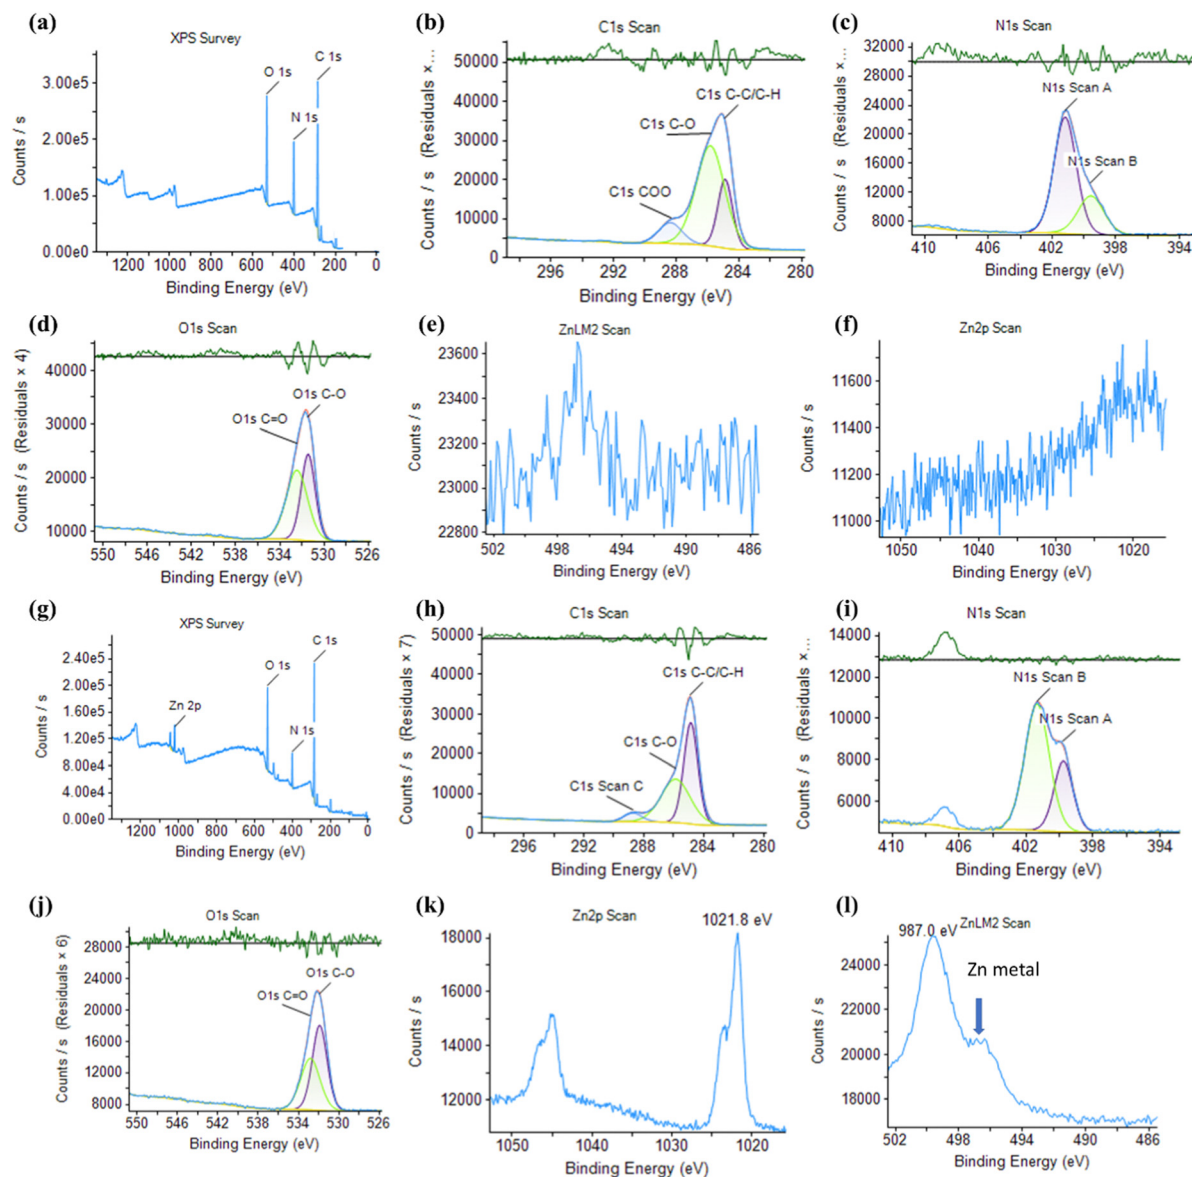 (a)
XPS Survey
Counts / s
3.00e5
2.00e5
1.00e5
0.00e0
O 1s
N 1s
C 1s
1200 1000 800 600 400 200 0
Binding Energy (eV)
(b)
C1s Scan
Counts / s (Residuals ×...
50000
40000
30000
20000
10000
0
C1s C-C/C-H
C1s C-O
C1s COO
296 292 288 284 280
Binding Energy (eV)
(c)
N1s Scan
Counts / s (Residuals ×...
32000
28000
24000
20000
16000
12000
8000
N1s Scan A
N1s Scan B
410 406 402 398 394
Binding Energy (eV)
(d)
O1s Scan
Counts / s (Residuals × 4)
40000
30000
20000
10000
O1s C-O
O1s C=O
550 546 542 538 534 530 526
Binding Energy (eV)
(e)
ZnLM2 Scan
Counts / s
23600
23400
23200
23000
22800
502 498 494 490 486
Binding Energy (eV)
(f)
Zn2p Scan
Counts / s
11600
11400
11200
11000
1050 1040 1030 1020
Binding Energy (eV)
(g)
XPS Survey
Counts / s
2.40e5
2.00e5
1.60e5
1.20e5
8.00e4
4.00e4
0.00e0
Zn 2p
O 1s
N 1s
C 1s
1200 1000 800 600 400 200 0
Binding Energy (eV)
(h)
C1s Scan
Counts / s (Residuals × 7)
50000
40000
30000
20000
10000
0
C1s C-C/C-H
C1s C-O
C1s Scan C
296 292 288 284 280
Binding Energy (eV)
(i)
N1s Scan
Counts / s (Residuals ×...
14000
12000
10000
8000
6000
N1s Scan B
N1s Scan A
410 406 402 398 394
Binding Energy (eV)
(j)
O1s Scan
Counts / s (Residuals × 6)
28000
24000
20000
16000
12000
8000
O1s C-O
O1s C=O
550 546 542 538 534 530 526
Binding Energy (eV)
(k)
Zn2p Scan
1021.8 eV
Counts / s
18000
16000
14000
12000
1050 1040 1030 1020
Binding Energy (eV)
(l)
ZnLM2 Scan
987.0 eV
Zn metal
Counts / s
24000
22000
20000
18000
502 498 494 490 486
Binding Energy (eV)